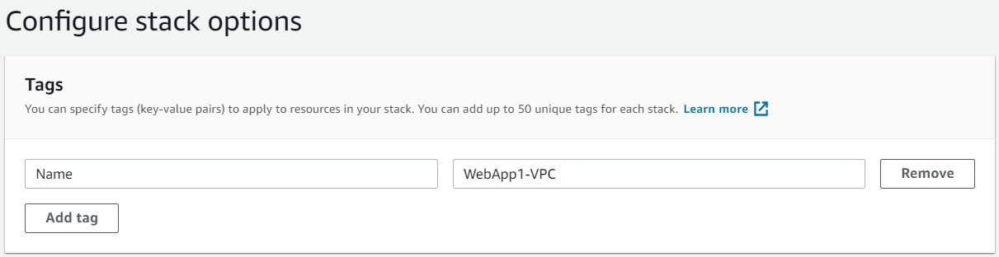 Configure stack options
Tags
You can specify tags (key-value pairs) to apply to resources in your stack. You can add up to 50 unique tags for each stack. Learn more
Name WebApp1-VPC Remove
Add tag